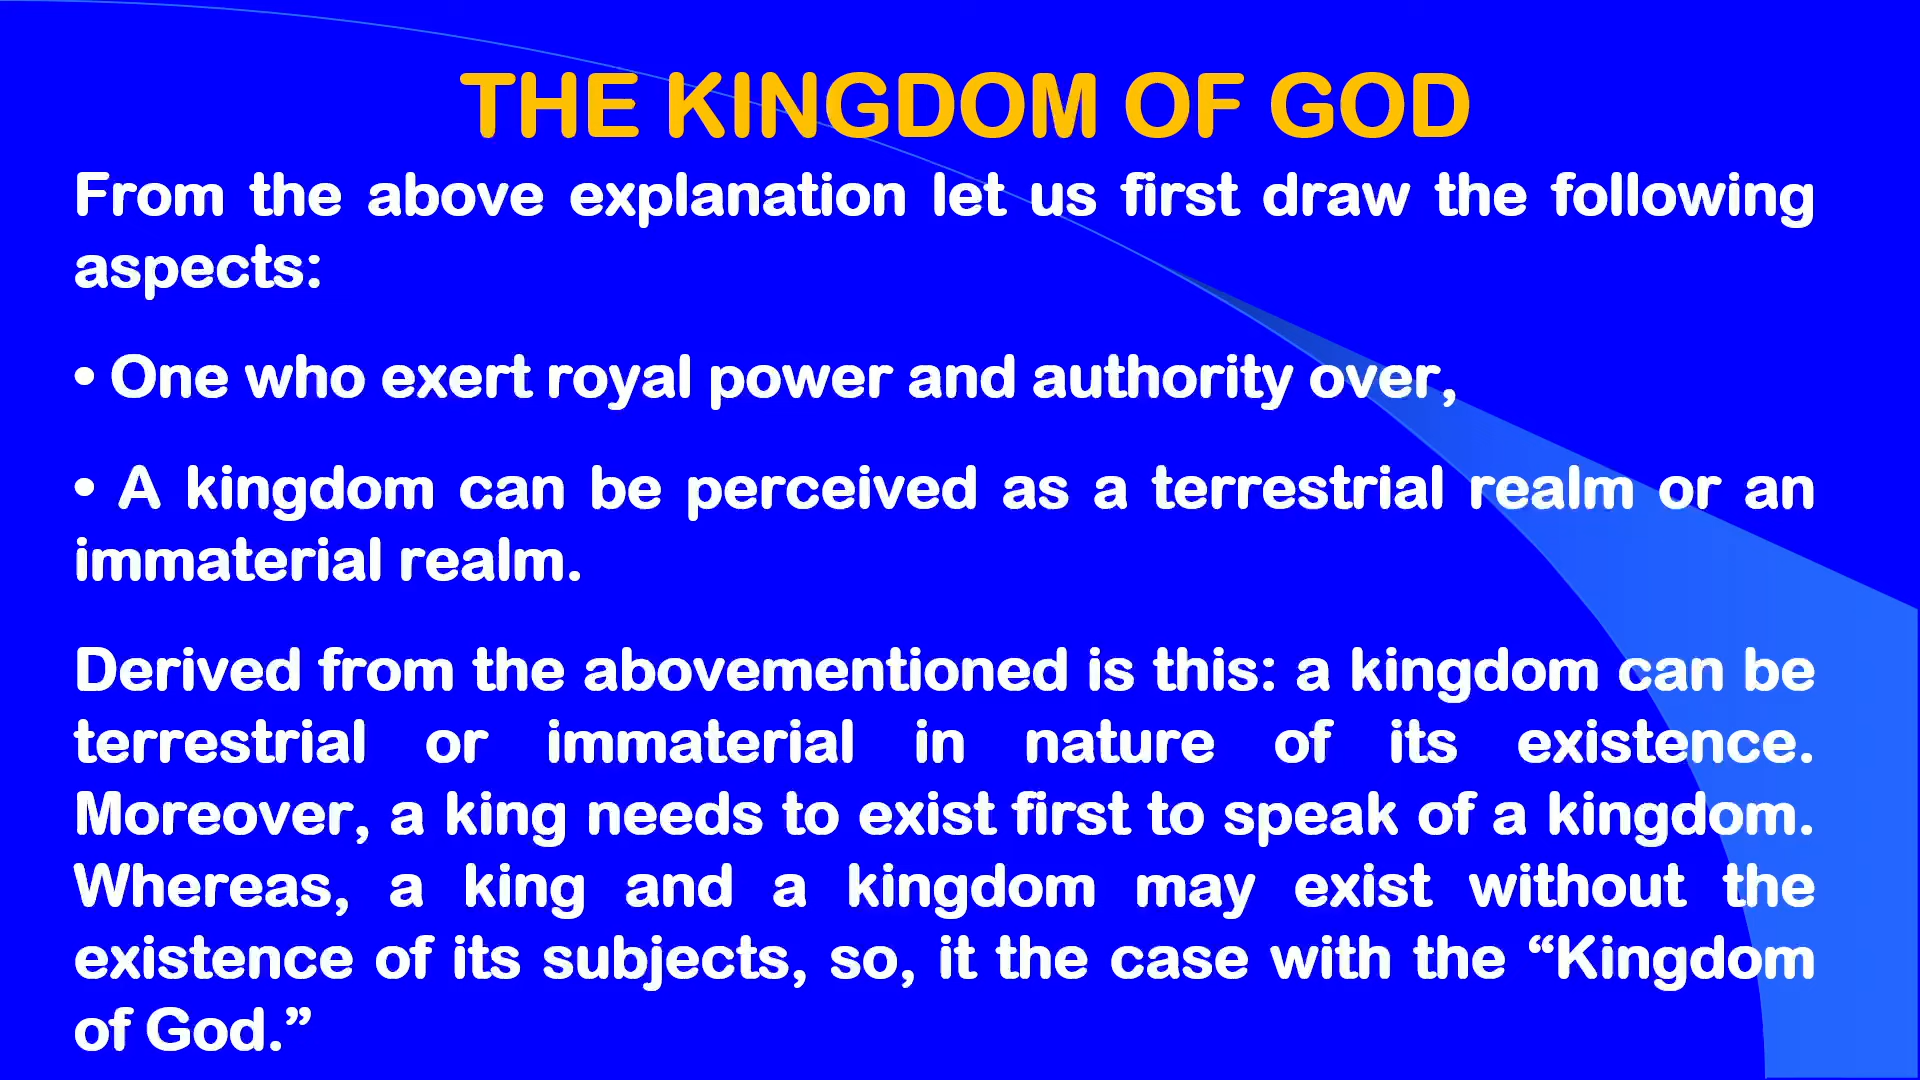 THE KINGDOM OF GOD
From the above explanation let us first draw the following
aspects:
• One who exert royal power and authority over,
• A kingdom can be perceived as a terrestrial realm or an
immaterial realm.
Derived from the abovementioned is this: a kingdom can be
terrestrial or immaterial in nature of its existence.
Moreover, a king needs to exist first to speak of a kingdom.
Whereas, a king and a kingdom may exist without the
existence of its subjects, so, it the case with the “Kingdom
of God.”